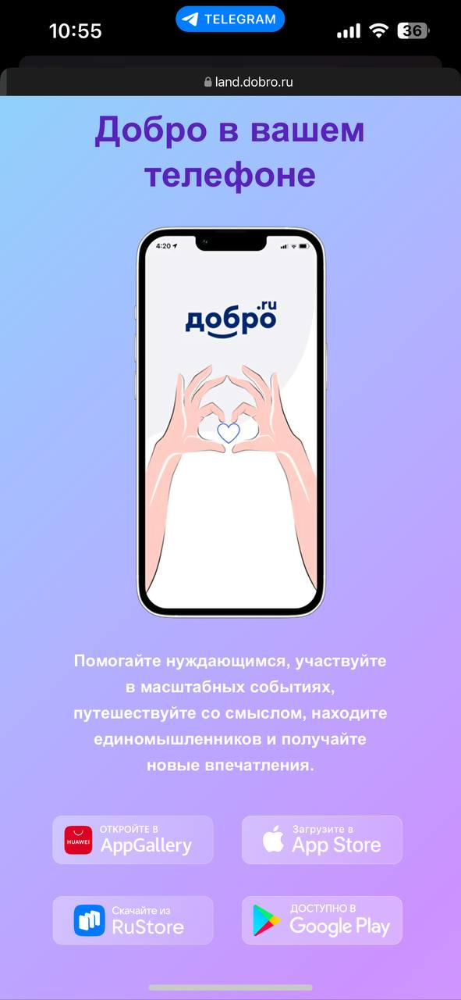 10:55
TELEGRAM
36
land.dobro.ru
Добро в вашем
телефоне
4:20
добро.ru
Помогайте нуждающимся, участвуйте
в масштабных событиях,
путешествуйте со смыслом, находите
единомышленников и получайте
новые впечатления.
HUAWEI
ОТКРОЙТЕ В
AppGallery
Загрузите в
App Store
Скачайте из
RuStore
ДОСТУПНО В
Google Play